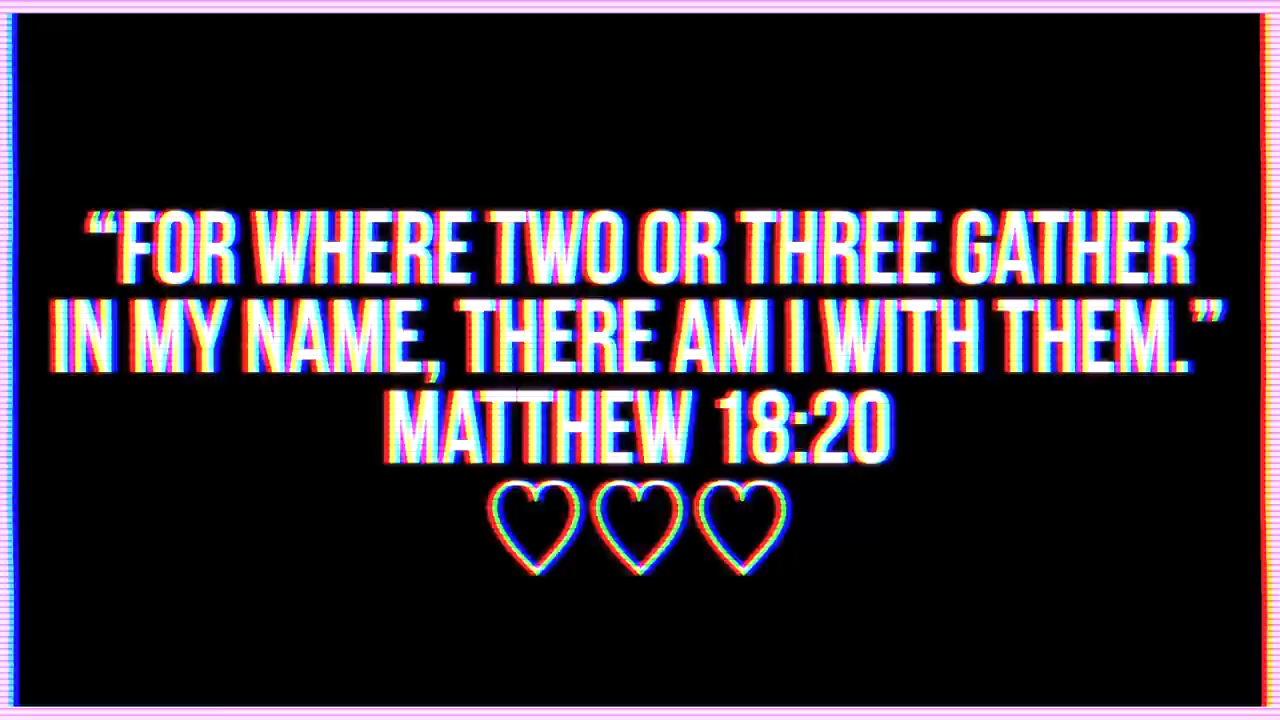 “FOR WHERE TWO OR THREE GATHER
IN MY NAME, THERE AM I WITH THEM.”
MATTHEW 18:20
♡♡♡